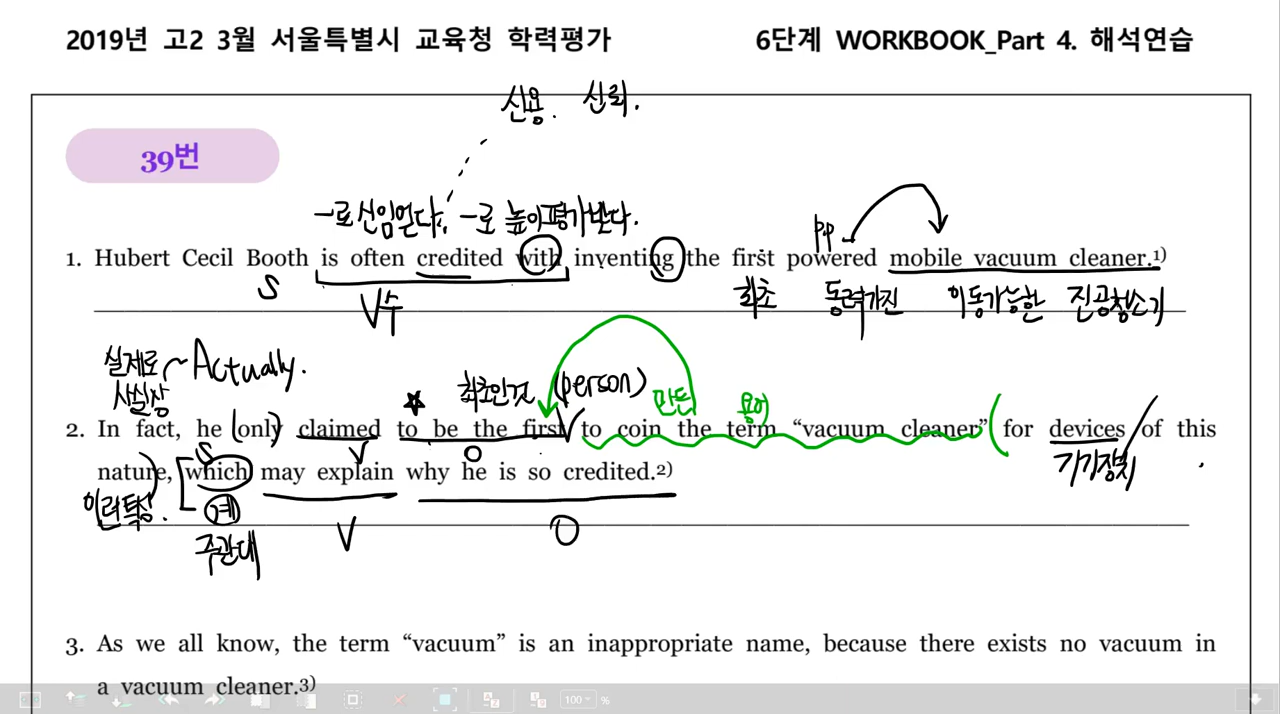 2019년 고2 3월 서울특별시 교육청 학력평가 6단계 WORKBOOK_Part 4. 해석연습
신용. 신뢰.
39번
-로 신임얻다, -로 높이평가받다.
pp
1. Hubert Cecil Booth is often credited with inventing the first powered mobile vacuum cleaner.1)
S V수 최초 동력가진 이동가능한 진공청소기
실제로 ~ Actually.
사실상 최초인것 (person) 만든 용어
2. In fact, he (only) claimed to be the first to coin the term “vacuum cleaner” (for devices of this
S V O 기기장치
nature), which may explain why he is so credited.2)
이런특성. 계 V O
주관대
3. As we all know, the term “vacuum” is an inappropriate name, because there exists no vacuum in
a vacuum cleaner.3)
100 %